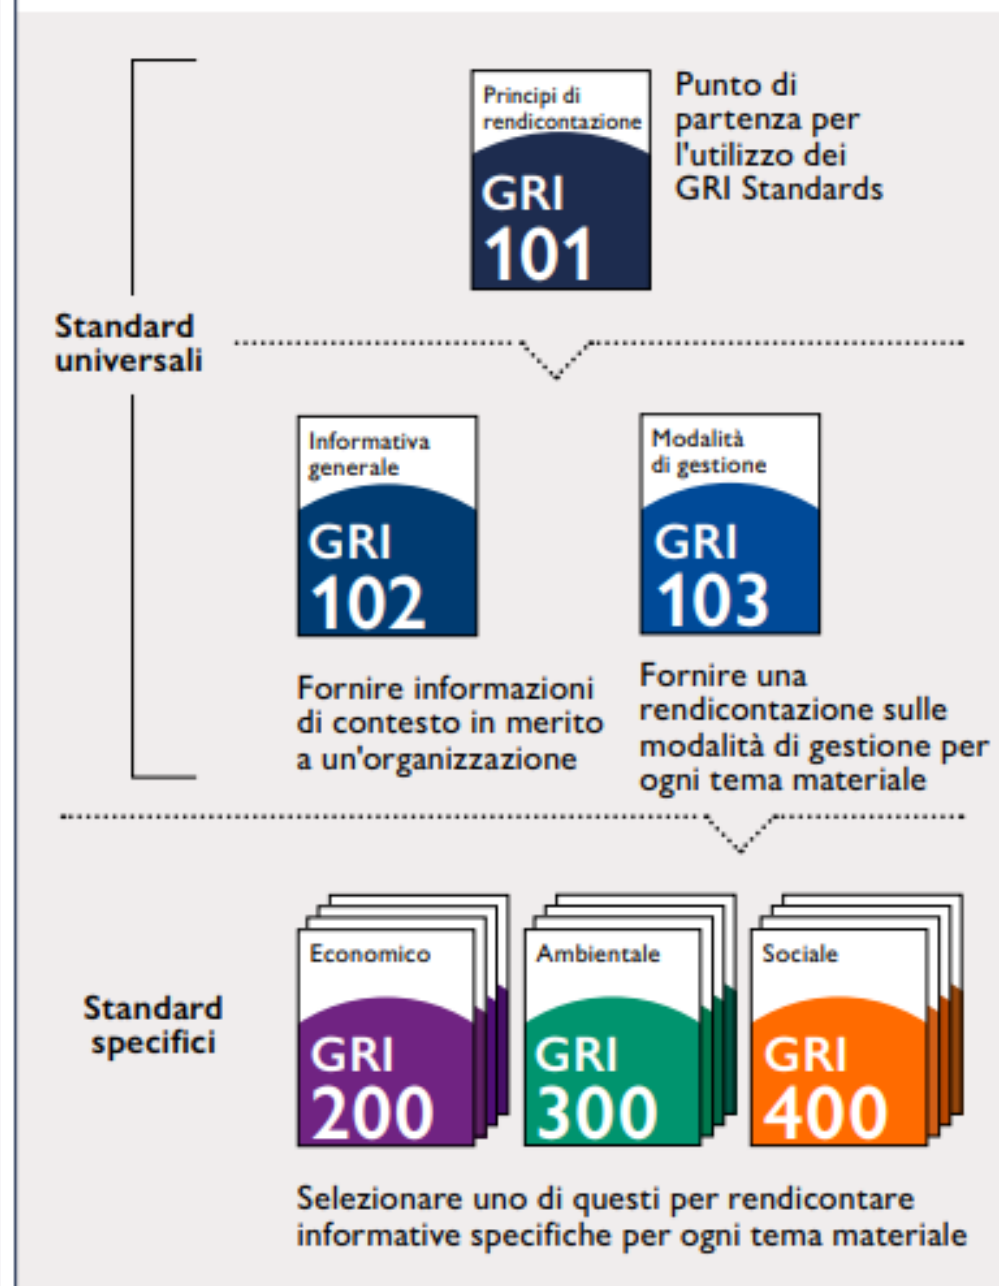 Principi di
rendicontazione
GRI
101
Punto di
partenza per
l'utilizzo dei
GRI Standards
Standard
universali
Informativa
generale
GRI
102
Modalità
di gestione
GRI
103
Fornire informazioni
di contesto in merito
a un'organizzazione
Fornire una
rendicontazione sulle
modalità di gestione per
ogni tema materiale
Standard
specifici
Economico
GRI
200
Ambientale
GRI
300
Sociale
GRI
400
Selezionare uno di questi per rendicontare
informative specifiche per ogni tema materiale